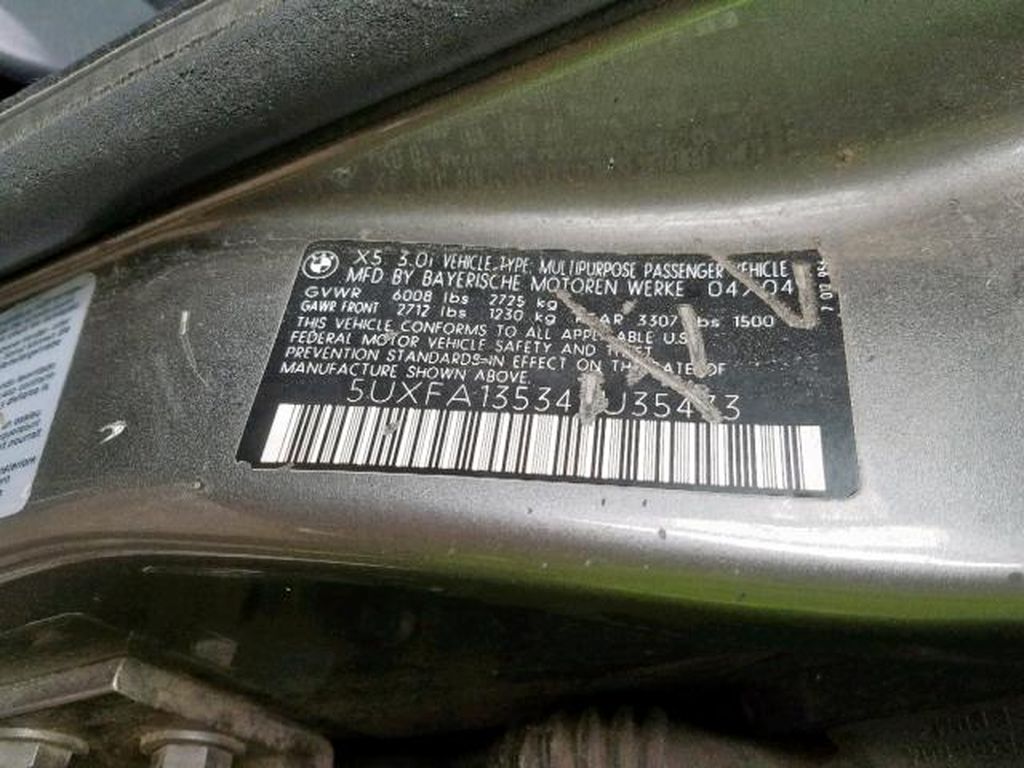 X5 3.0i VEHICLE TYPE: MULTIPURPOSE PASSENGER VEHICLE
MFD BY BAYERISCHE MOTOREN WERKE 04/04
GVWR 6008 lbs 2725 kg
GAWR FRONT 2712 lbs 1230 kg REAR 3307 lbs 1500
THIS VEHICLE CONFORMS TO ALL APPLICABLE U.S.
FEDERAL MOTOR VEHICLE SAFETY AND THEFT
PREVENTION STANDARDS IN EFFECT ON THE DATE OF
MANUFACTURE SHOWN ABOVE.